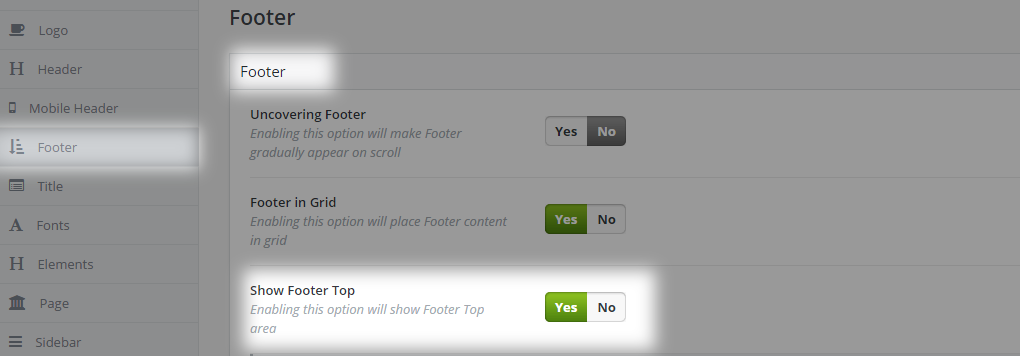 Footer
Logo
Header
Mobile Header
Footer
Title
Fonts
Elements
Page
Sidebar
Footer
Uncovering Footer
Enabling this option will make Footer
gradually appear on scroll
Yes No
Footer in Grid
Enabling this option will place Footer content
in grid
Yes No
Show Footer Top
Enabling this option will show Footer Top
area
Yes No